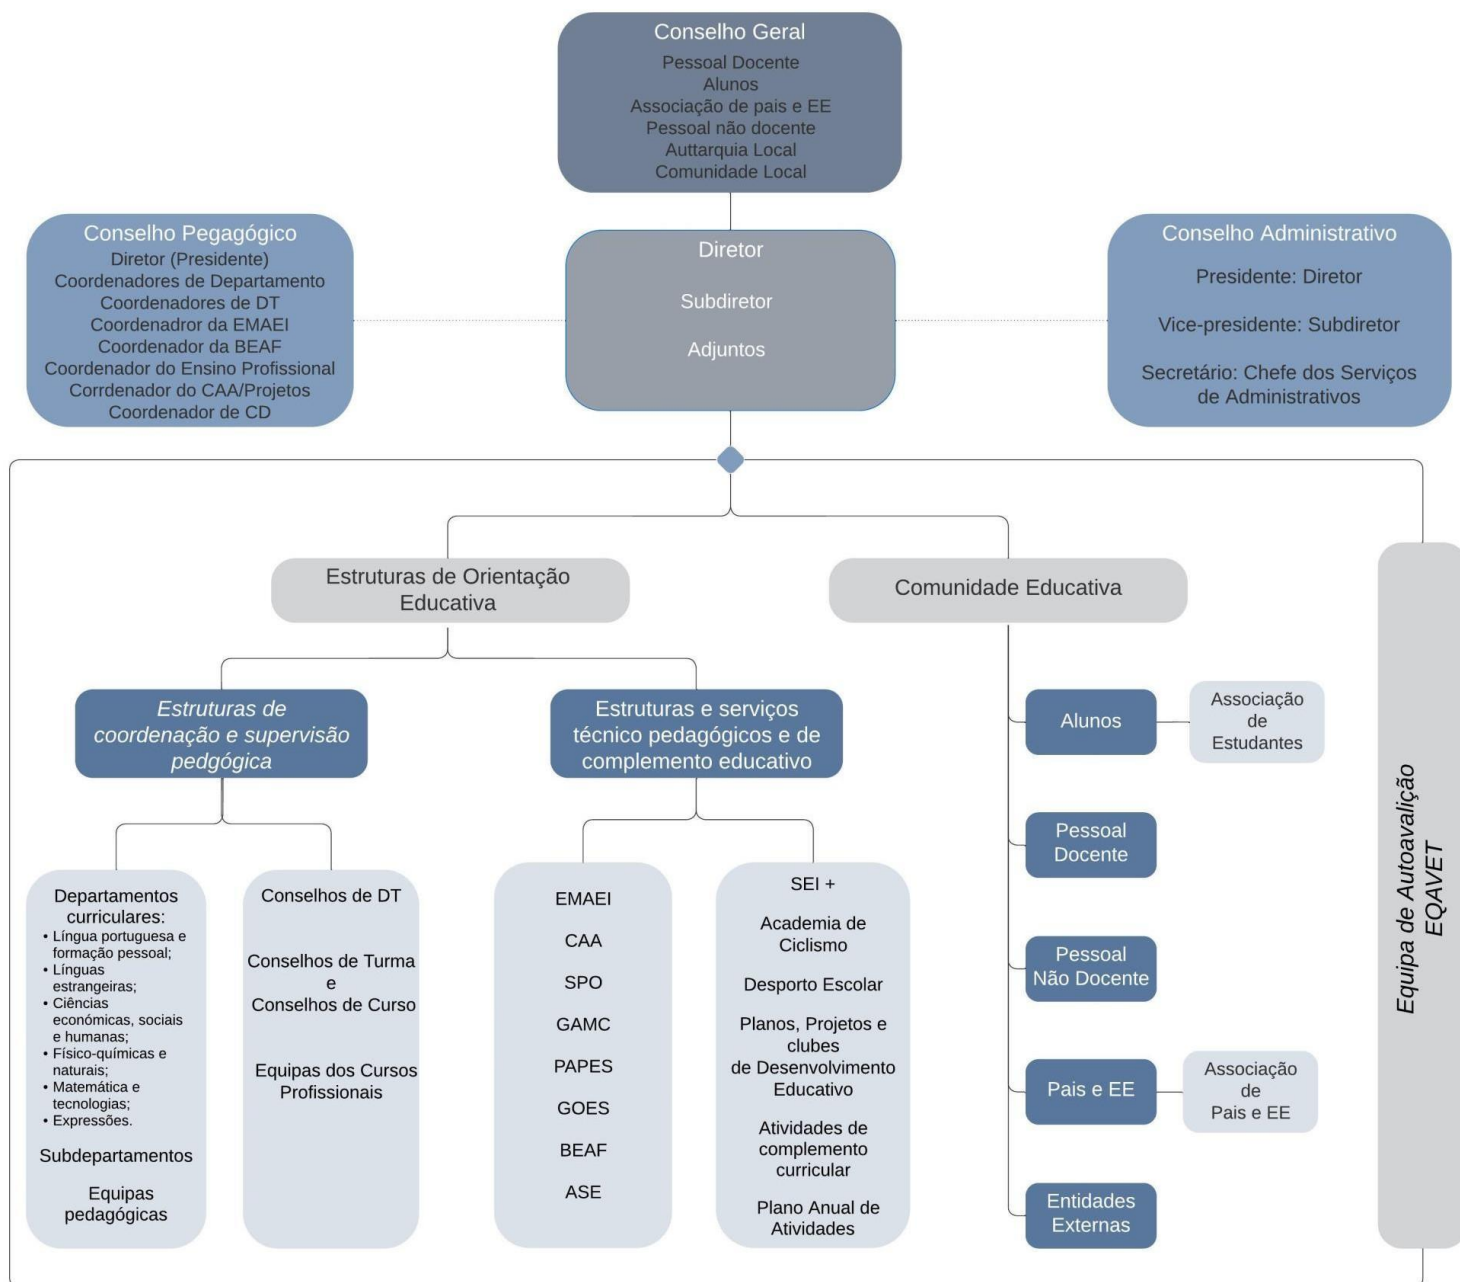 Conselho Geral
Pessoal Docente
Alunos
Associação de pais e EE
Pessoal não docente
Auttarquia Local
Comunidade Local
Conselho Pegagógico
Diretor (Presidente)
Coordenadores de Departamento
Coordenadores de DT
Coordenadror da EMAEI
Coordenador da BEAF
Coordenador do Ensino Profissional
Corrdenador do CAA/Projetos
Coordenador de CD
Diretor
Subdiretor
Adjuntos
Conselho Administrativo
Presidente: Diretor
Vice-presidente: Subdiretor
Secretário: Chefe dos Serviços
de Administrativos
Estruturas de Orientação
Educativa
Comunidade Educativa
Estruturas de
coordenação e supervisão
pedgógica
Estruturas e serviços
técnico pedagógicos e de
complemento educativo
Departamentos
curriculares:
• Língua portuguesa e
formação pessoal;
• Línguas
estrangeiras;
• Ciências
económicas, sociais
e humanas;
• Físico-químicas e
naturais;
• Matemática e
tecnologias;
• Expressões.
Subdepartamentos
Equipas
pedagógicas
Conselhos de DT
Conselhos de Turma
e
Conselhos de Curso
Equipas dos Cursos
Profissionais
EMAEI
CAA
SPO
GAMC
PAPES
GOES
BEAF
ASE
SEI +
Academia de
Ciclismo
Desporto Escolar
Planos, Projetos e
clubes
de Desenvolvimento
Educativo
Atividades de
complemento
curricular
Plano Anual de
Atividades
Alunos
Associação
de
Estudantes
Pessoal
Docente
Pessoal
Não Docente
Pais e EE
Associação
de
Pais e EE
Entidades
Externas
Equipa de Autoavalição
EQAVET